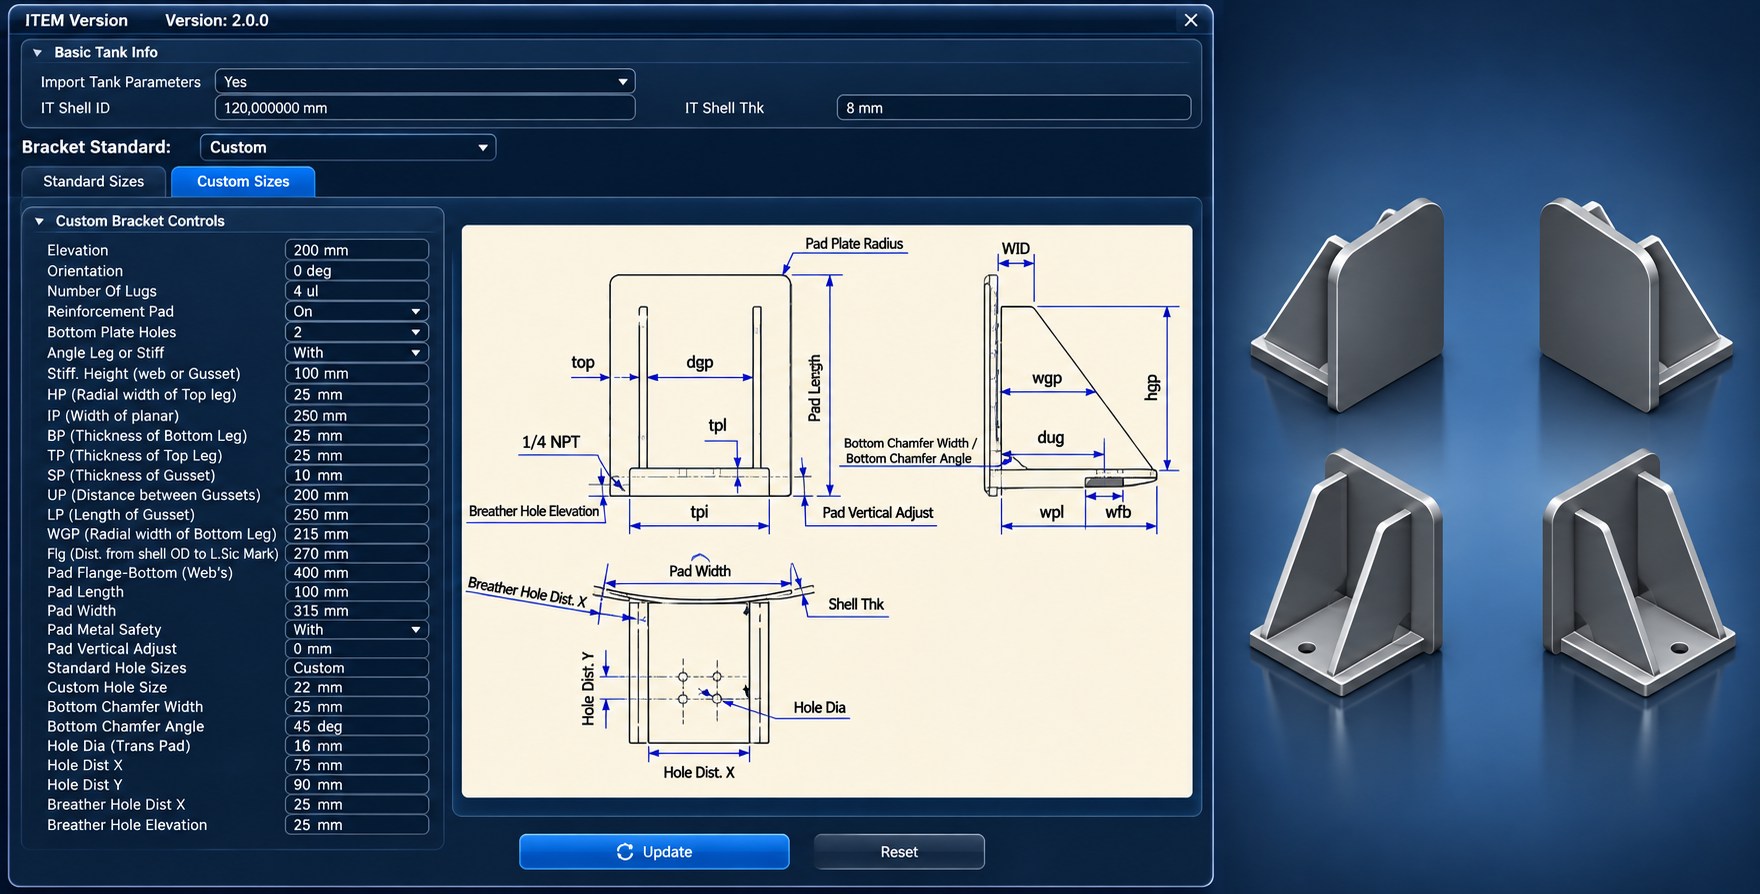 ITEM Version Version: 2.0.0
Basic Tank Info
Import Tank Parameters Yes
IT Shell ID 120,000000 mm IT Shell Thk 8 mm
Bracket Standard: Custom
Standard Sizes Custom Sizes
Custom Bracket Controls
Elevation 200 mm
Orientation 0 deg
Number Of Lugs 4 ul
Reinforcement Pad On
Bottom Plate Holes 2
Angle Leg or Stiff With
Stiff. Height (web or Gusset) 100 mm
HP (Radial width of Top leg) 25 mm
IP (Width of planar) 250 mm
BP (Thickness of Bottom Leg) 25 mm
TP (Thickness of Top Leg) 25 mm
SP (Thickness of Gusset) 10 mm
UP (Distance between Gussets) 200 mm
LP (Length of Gusset) 250 mm
WGP (Radial width of Bottom Leg) 215 mm
Flg (Dist. from shell OD to L.Sic Mark) 270 mm
Pad Flange-Bottom (Web's) 400 mm
Pad Length 100 mm
Pad Width 315 mm
Pad Metal Safety With
Pad Vertical Adjust 0 mm
Standard Hole Sizes Custom
Custom Hole Size 22 mm
Bottom Chamfer Width 25 mm
Bottom Chamfer Angle 45 deg
Hole Dia (Trans Pad) 16 mm
Hole Dist X 75 mm
Hole Dist Y 90 mm
Breather Hole Dist X 25 mm
Breather Hole Elevation 25 mm
Pad Plate Radius
top
dgp
Pad Length
tpl
1/4 NPT
Breather Hole Elevation
tpi
Pad Vertical Adjust
WID
wgp
hgp
dug
Bottom Chamfer Width /
Bottom Chamfer Angle
wpl
wfb
Pad Width
Breather Hole Dist. X
Shell Thk
Hole Dist. Y
Hole Dia
Hole Dist. X
Update
Reset